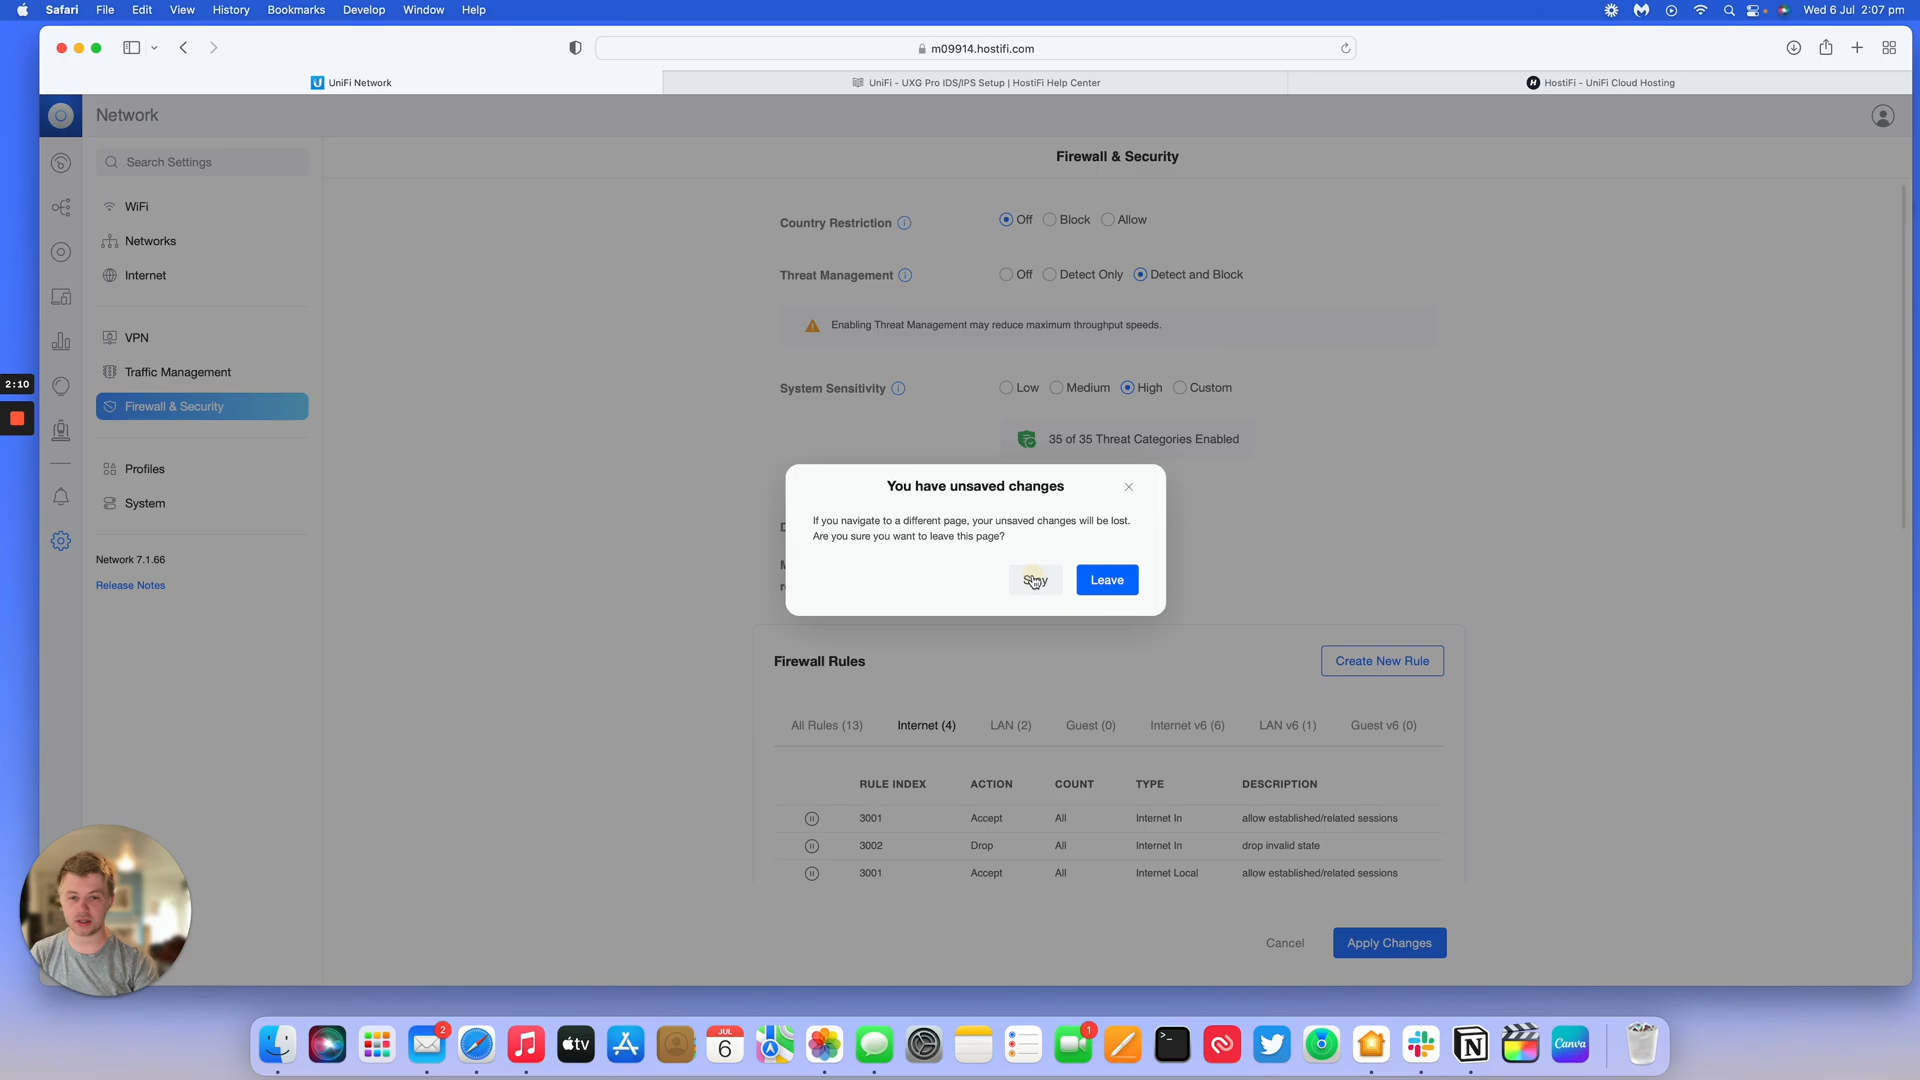 Safari File Edit View History Bookmarks Develop Window Help
Wed 6 Jul 2:07 pm
m09914.hostifi.com
UniFi Network
UniFi - UXG Pro IDS/IPS Setup | HostiFi Help Center
H HostiFi - UniFi Cloud Hosting
Network
Search Settings
Firewall & Security
WiFi
Networks
Internet
VPN
Traffic Management
Firewall & Security
Profiles
System
Network 7.1.66
Release Notes
2:10
Country Restriction Off Block Allow
Threat Management Off Detect Only Detect and Block
Enabling Threat Management may reduce maximum throughput speeds.
System Sensitivity Low Medium High Custom
35 of 35 Threat Categories Enabled
You have unsaved changes
If you navigate to a different page, your unsaved changes will be lost.
Are you sure you want to leave this page?
Stay Leave
Firewall Rules
Create New Rule
All Rules (13) Internet (4) LAN (2) Guest (0) Internet v6 (6) LAN v6 (1) Guest v6 (0)
RULE INDEX ACTION COUNT TYPE DESCRIPTION
3001 Accept All Internet In allow established/related sessions
3002 Drop All Internet In drop invalid state
3001 Accept All Internet Local allow established/related sessions
Cancel Apply Changes
2
tv
JUL
6
1
Canva